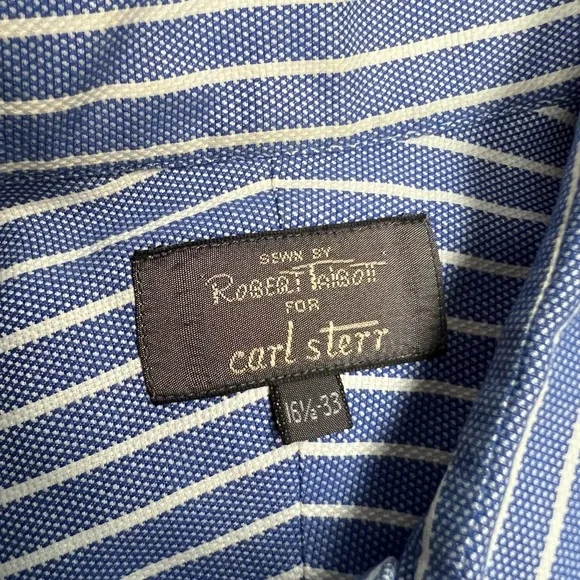 SEWN BY
ROBERT TALBOTT
FOR
carl sterr
16½-33